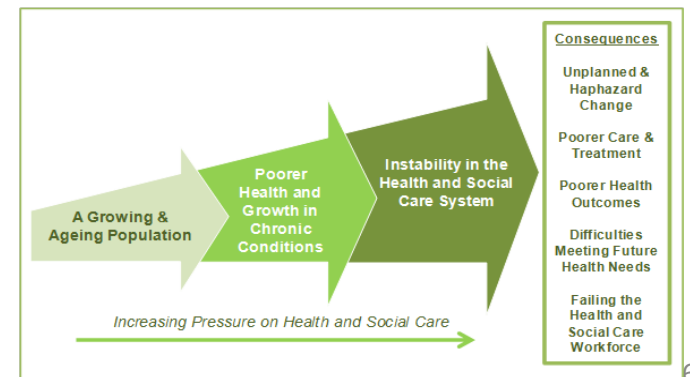 A Growing &
Ageing Population
Poorer
Health and
Growth in
Chronic
Conditions
Instability in the
Health and Social
Care System
Increasing Pressure on Health and Social Care
Consequences
Unplanned &
Haphazard
Change
Poorer Care &
Treatment
Poorer Health
Outcomes
Difficulties
Meeting Future
Health Needs
Failing the
Health and
Social Care
Workforce